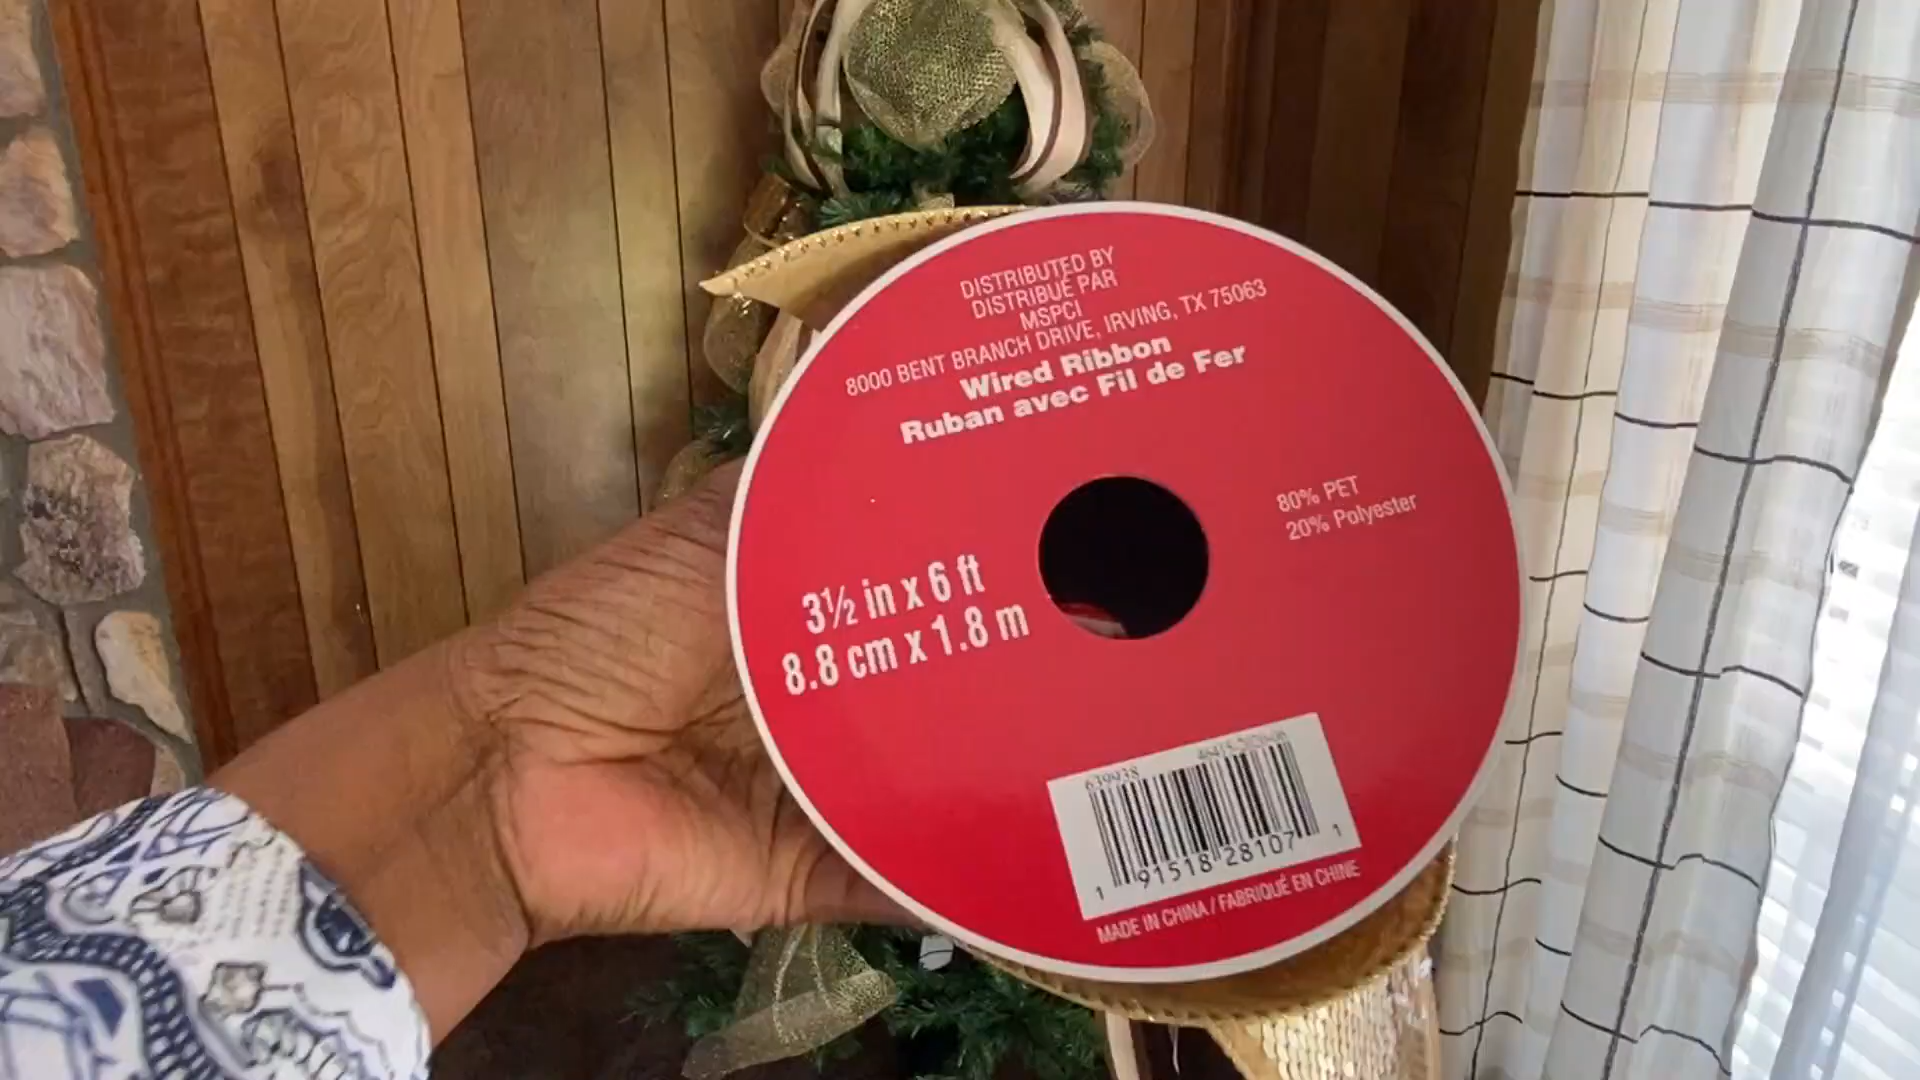 DISTRIBUTED BY
DISTRIBUÉ PAR
MSPCI
8000 BENT BRANCH DRIVE, IRVING, TX 75063
Wired Ribbon
Ruban avec Fil de Fer
80% PET
20% Polyester
3½ in x 6 ft
8.8 cm x 1.8 m
639938
1 91518 28107 1
MADE IN CHINA / FABRIQUÉ EN CHINE